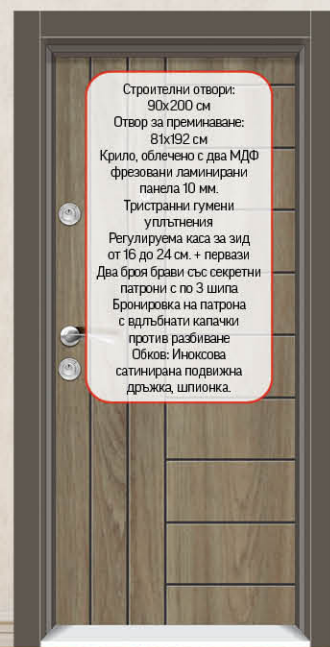 Строителни отвори:
90x200 см
Отвор за преминаване:
81x192 см
Крило, облечено с два МДФ
фрезовани ламинирани
панела 10 мм.
Тристранни гумени
уплътнения
Регулируема каса за зид
от 16 до 24 см. + первази
Два броя брави със секретни
патрони с по 3 шипа
Бронировка на патрона
с вдлъбнати капачки
против разбиване
Обков: Иноксова
сатинирана подвижна
дръжка, шпионка.